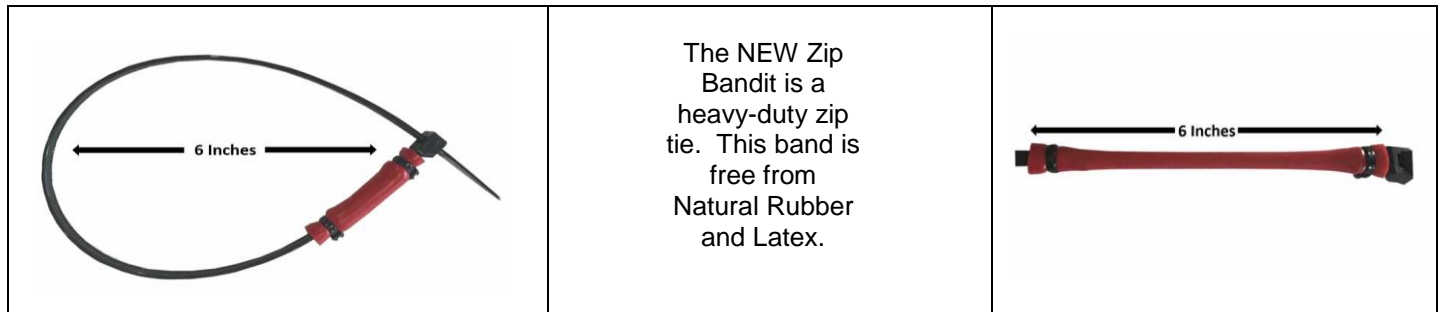 6 Inches
The NEW Zip
Bandit is a
heavy-duty zip
tie.  This band is
free from
Natural Rubber
and Latex.
6 Inches